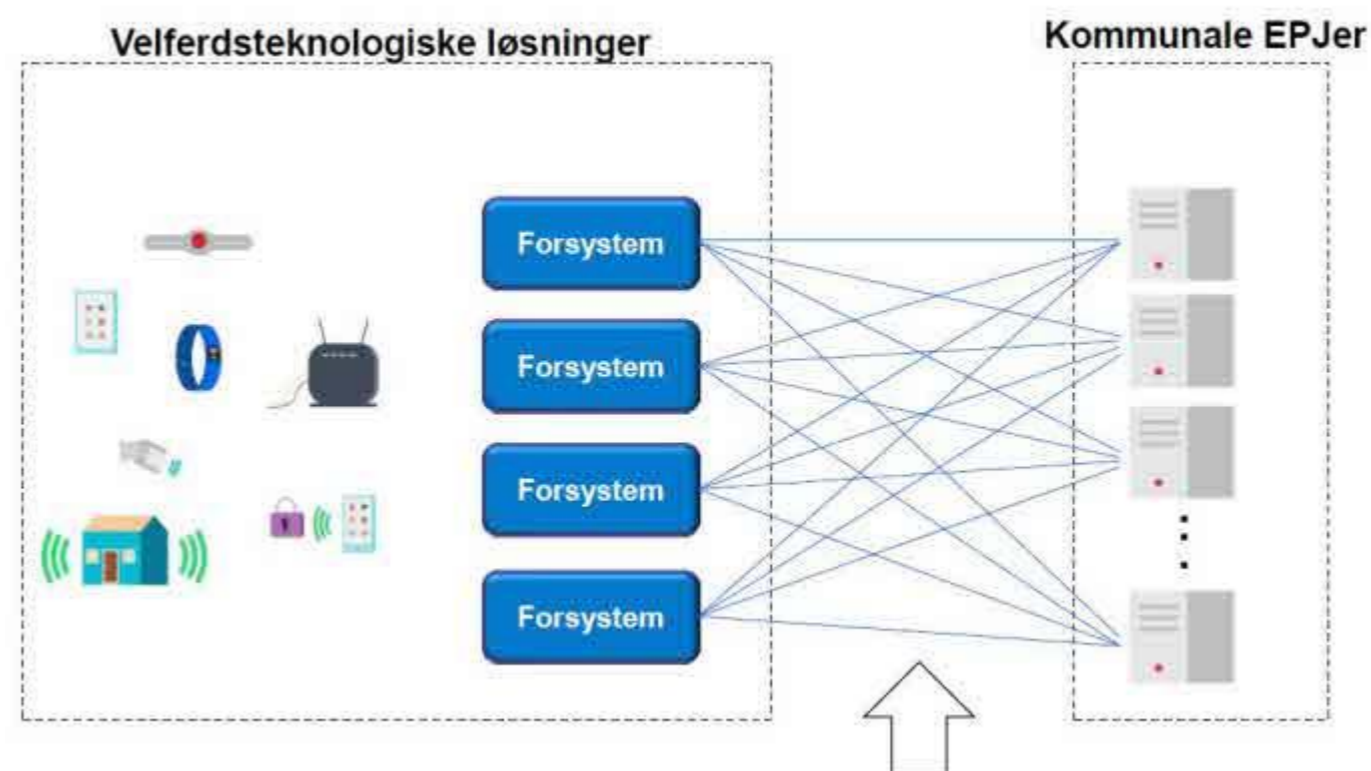 Velferdsteknologiske løsninger
Kommunale EPJer
Forsystem
Forsystem
Forsystem
Forsystem